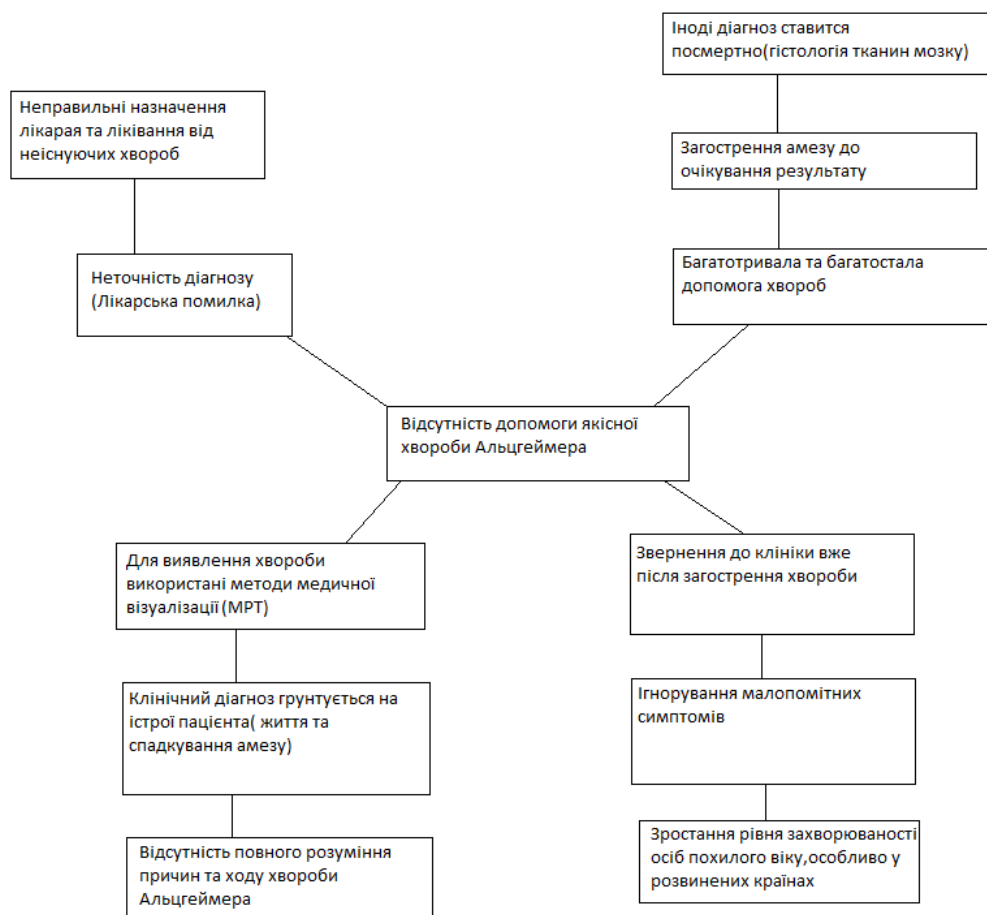 Іноді діагноз ставится
посмертно(гістологія тканин мозку)
Неправильні назначення
лікарая та ліківання від
неіснуючих хвороб
Загострення амезу до
очікування результату
Неточність діагнозу
(Лікарська помилка)
Багатотривала та багатостала
допомога хвороб
Відсутність допомоги якісної
хвороби Альцгеймера
Для виявлення хвороби
використані методи медичної
візуалізації (МРТ)
Звернення до клініки вже
після загострення хвороби
Клінічний діагноз грунтується на
істрої пацієнта( життя та
спадкування амезу)
Ігнорування малопомітних
симптомів
Відсутність повного розуміння
причин та ходу хвороби
Альцгеймера
Зростання рівня захворюваності
осіб похилого віку,особливо у
розвинених країнах